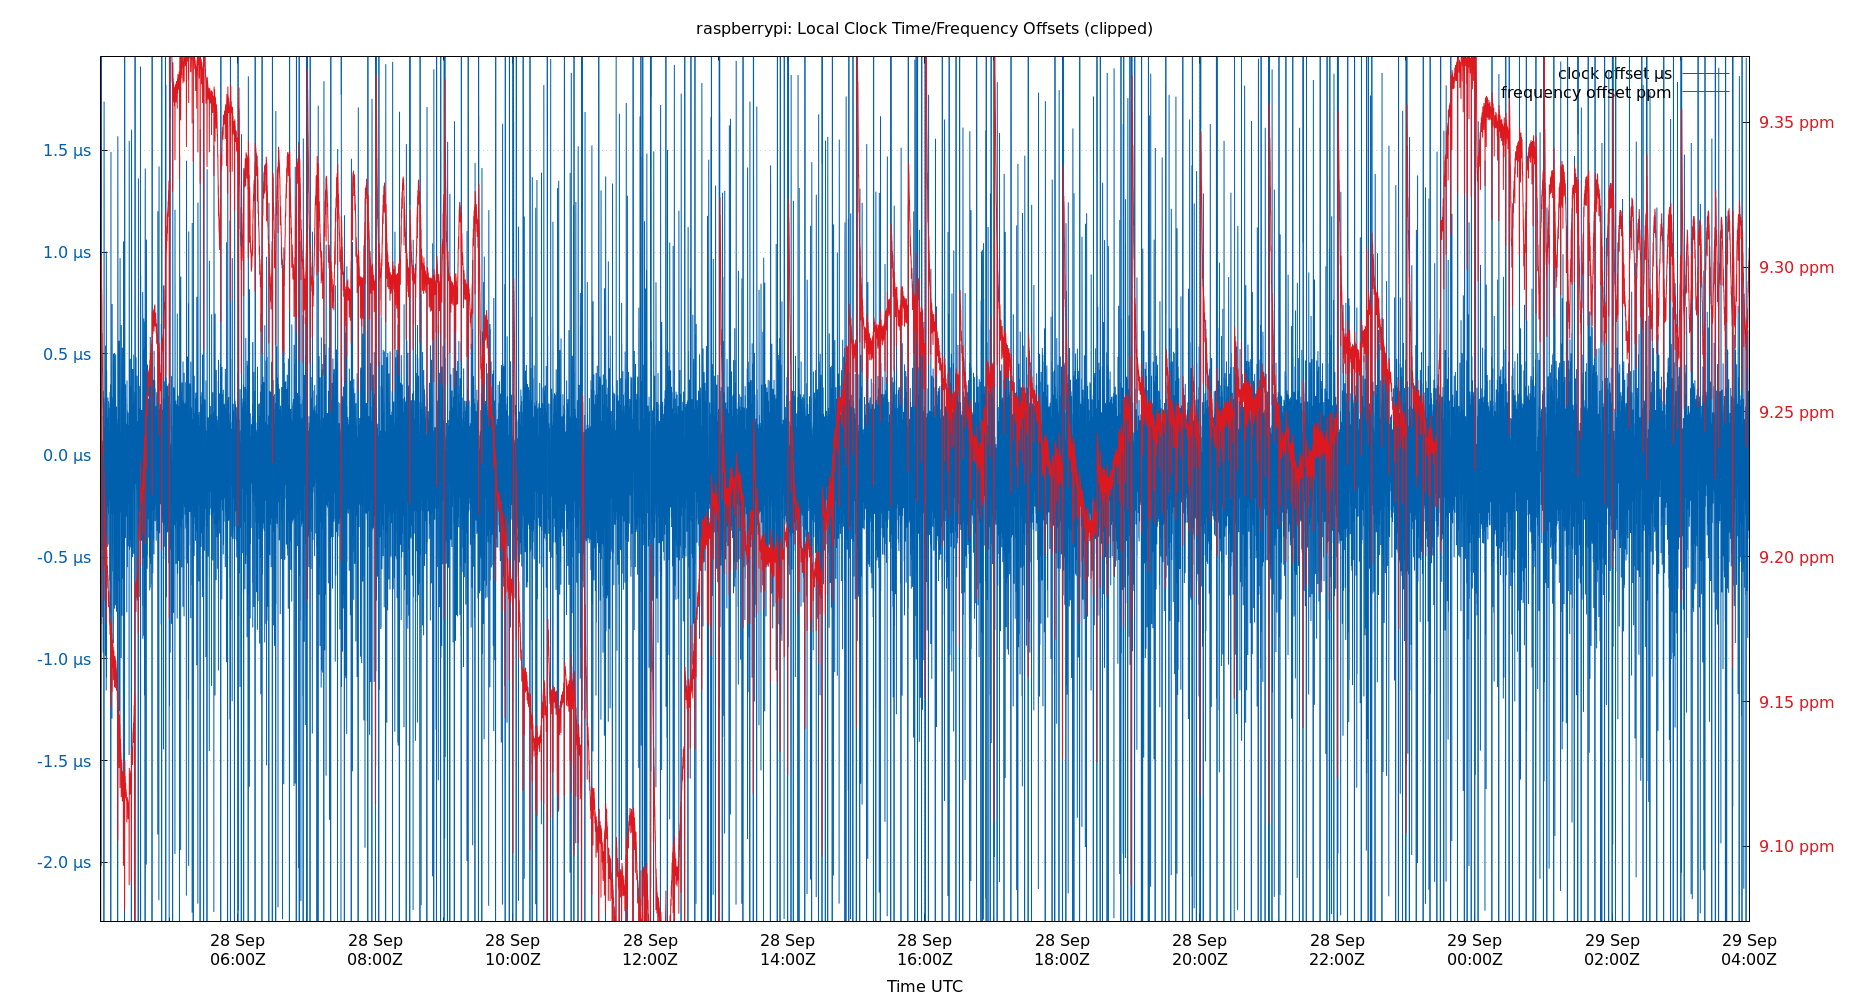 raspberrypi: Local Clock Time/Frequency Offsets (clipped)
clock offset µs
frequency offset ppm
1.5 µs
1.0 µs
0.5 µs
0.0 µs
-0.5 µs
-1.0 µs
-1.5 µs
-2.0 µs
9.35 ppm
9.30 ppm
9.25 ppm
9.20 ppm
9.15 ppm
9.10 ppm
28 Sep
06:00Z
28 Sep
08:00Z
28 Sep
10:00Z
28 Sep
12:00Z
28 Sep
14:00Z
28 Sep
16:00Z
28 Sep
18:00Z
28 Sep
20:00Z
28 Sep
22:00Z
29 Sep
00:00Z
29 Sep
02:00Z
29 Sep
04:00Z
Time UTC